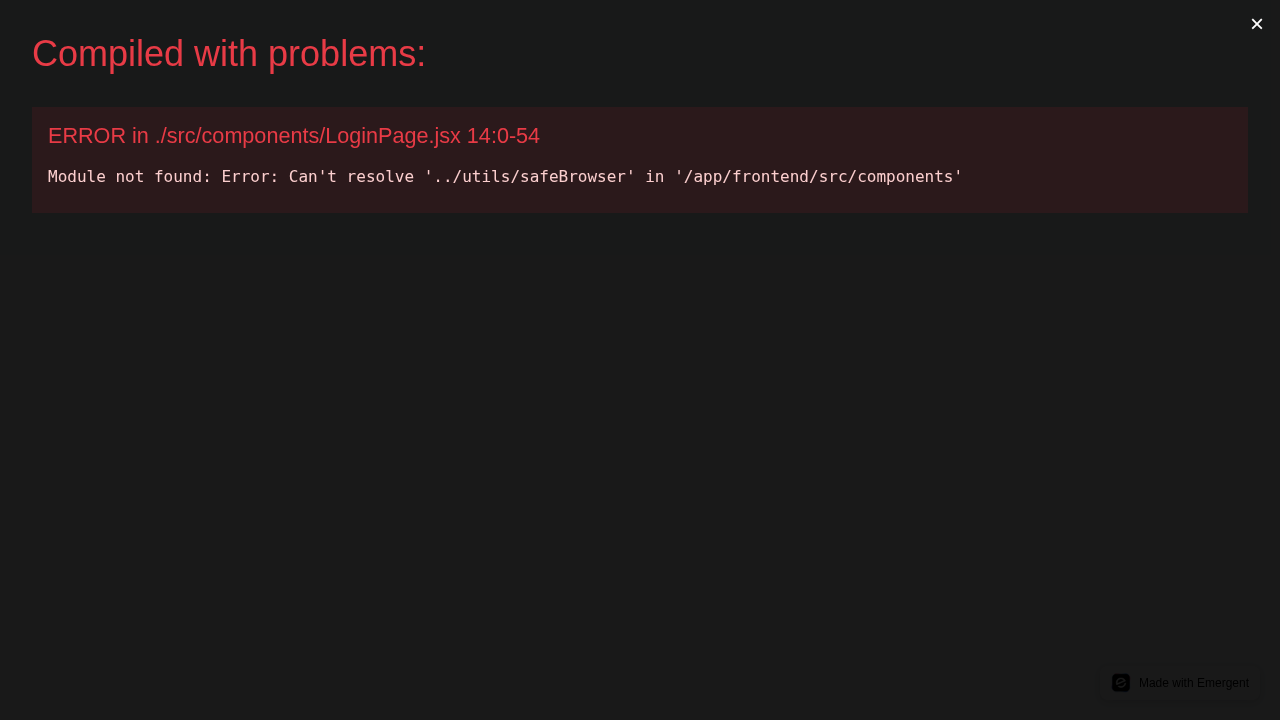 ×
Compiled with problems:
ERROR in ./src/components/LoginPage.jsx 14:0-54
Module not found: Error: Can't resolve '../utils/safeBrowser' in '/app/frontend/src/components'
Made with Emergent